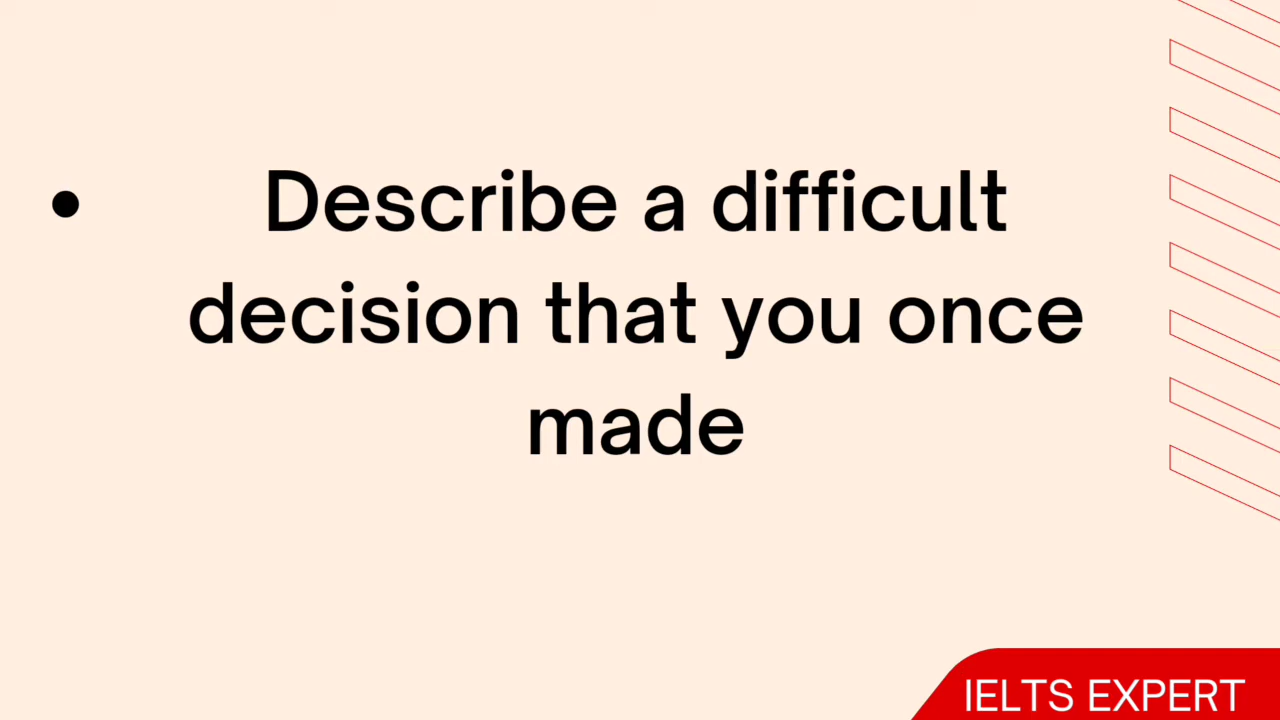 • Describe a difficult
decision that you once
made
IELTS EXPERT